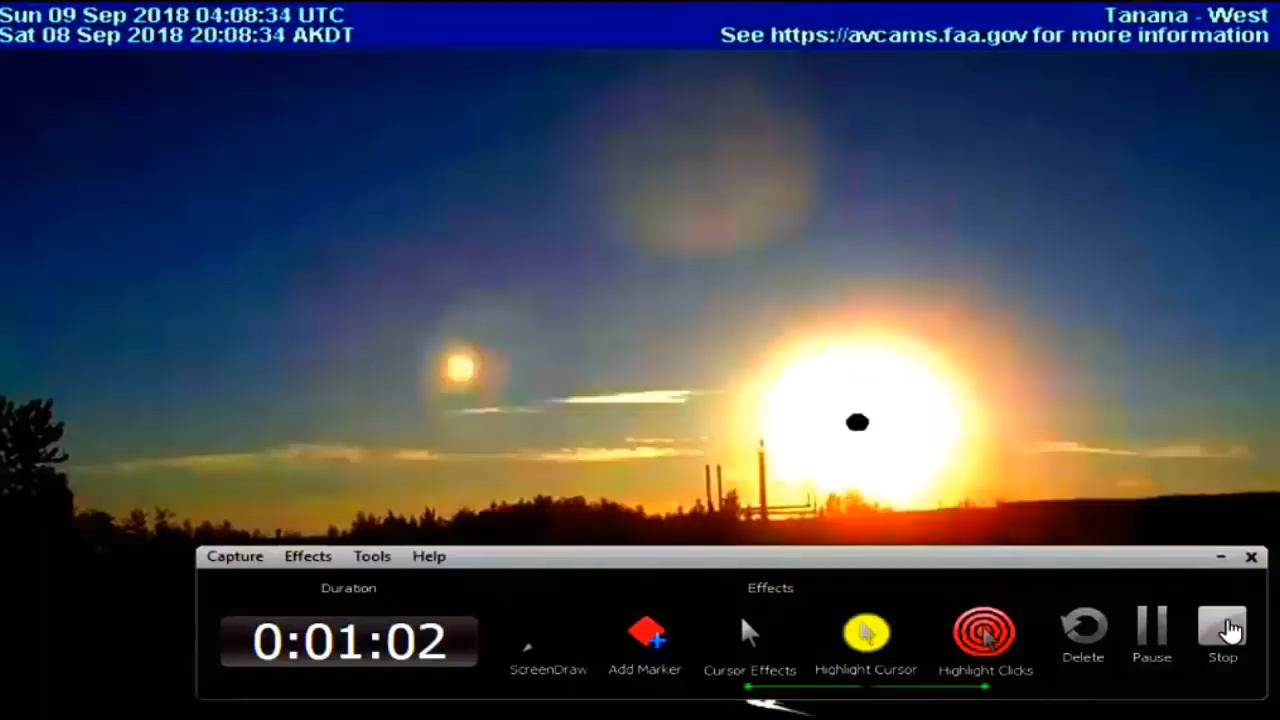 Sun 09 Sep 2018 04:08:34 UTC
Tanana - West
Sat 08 Sep 2018 20:08:34 AKDT
See https://avcams.faa.gov for more information
Capture Effects Tools Help
Duration
Effects
0:01:02
ScreenDraw
Add Marker
Cursor Effects
Highlight Cursor
Highlight Clicks
Delete
Pause
Stop